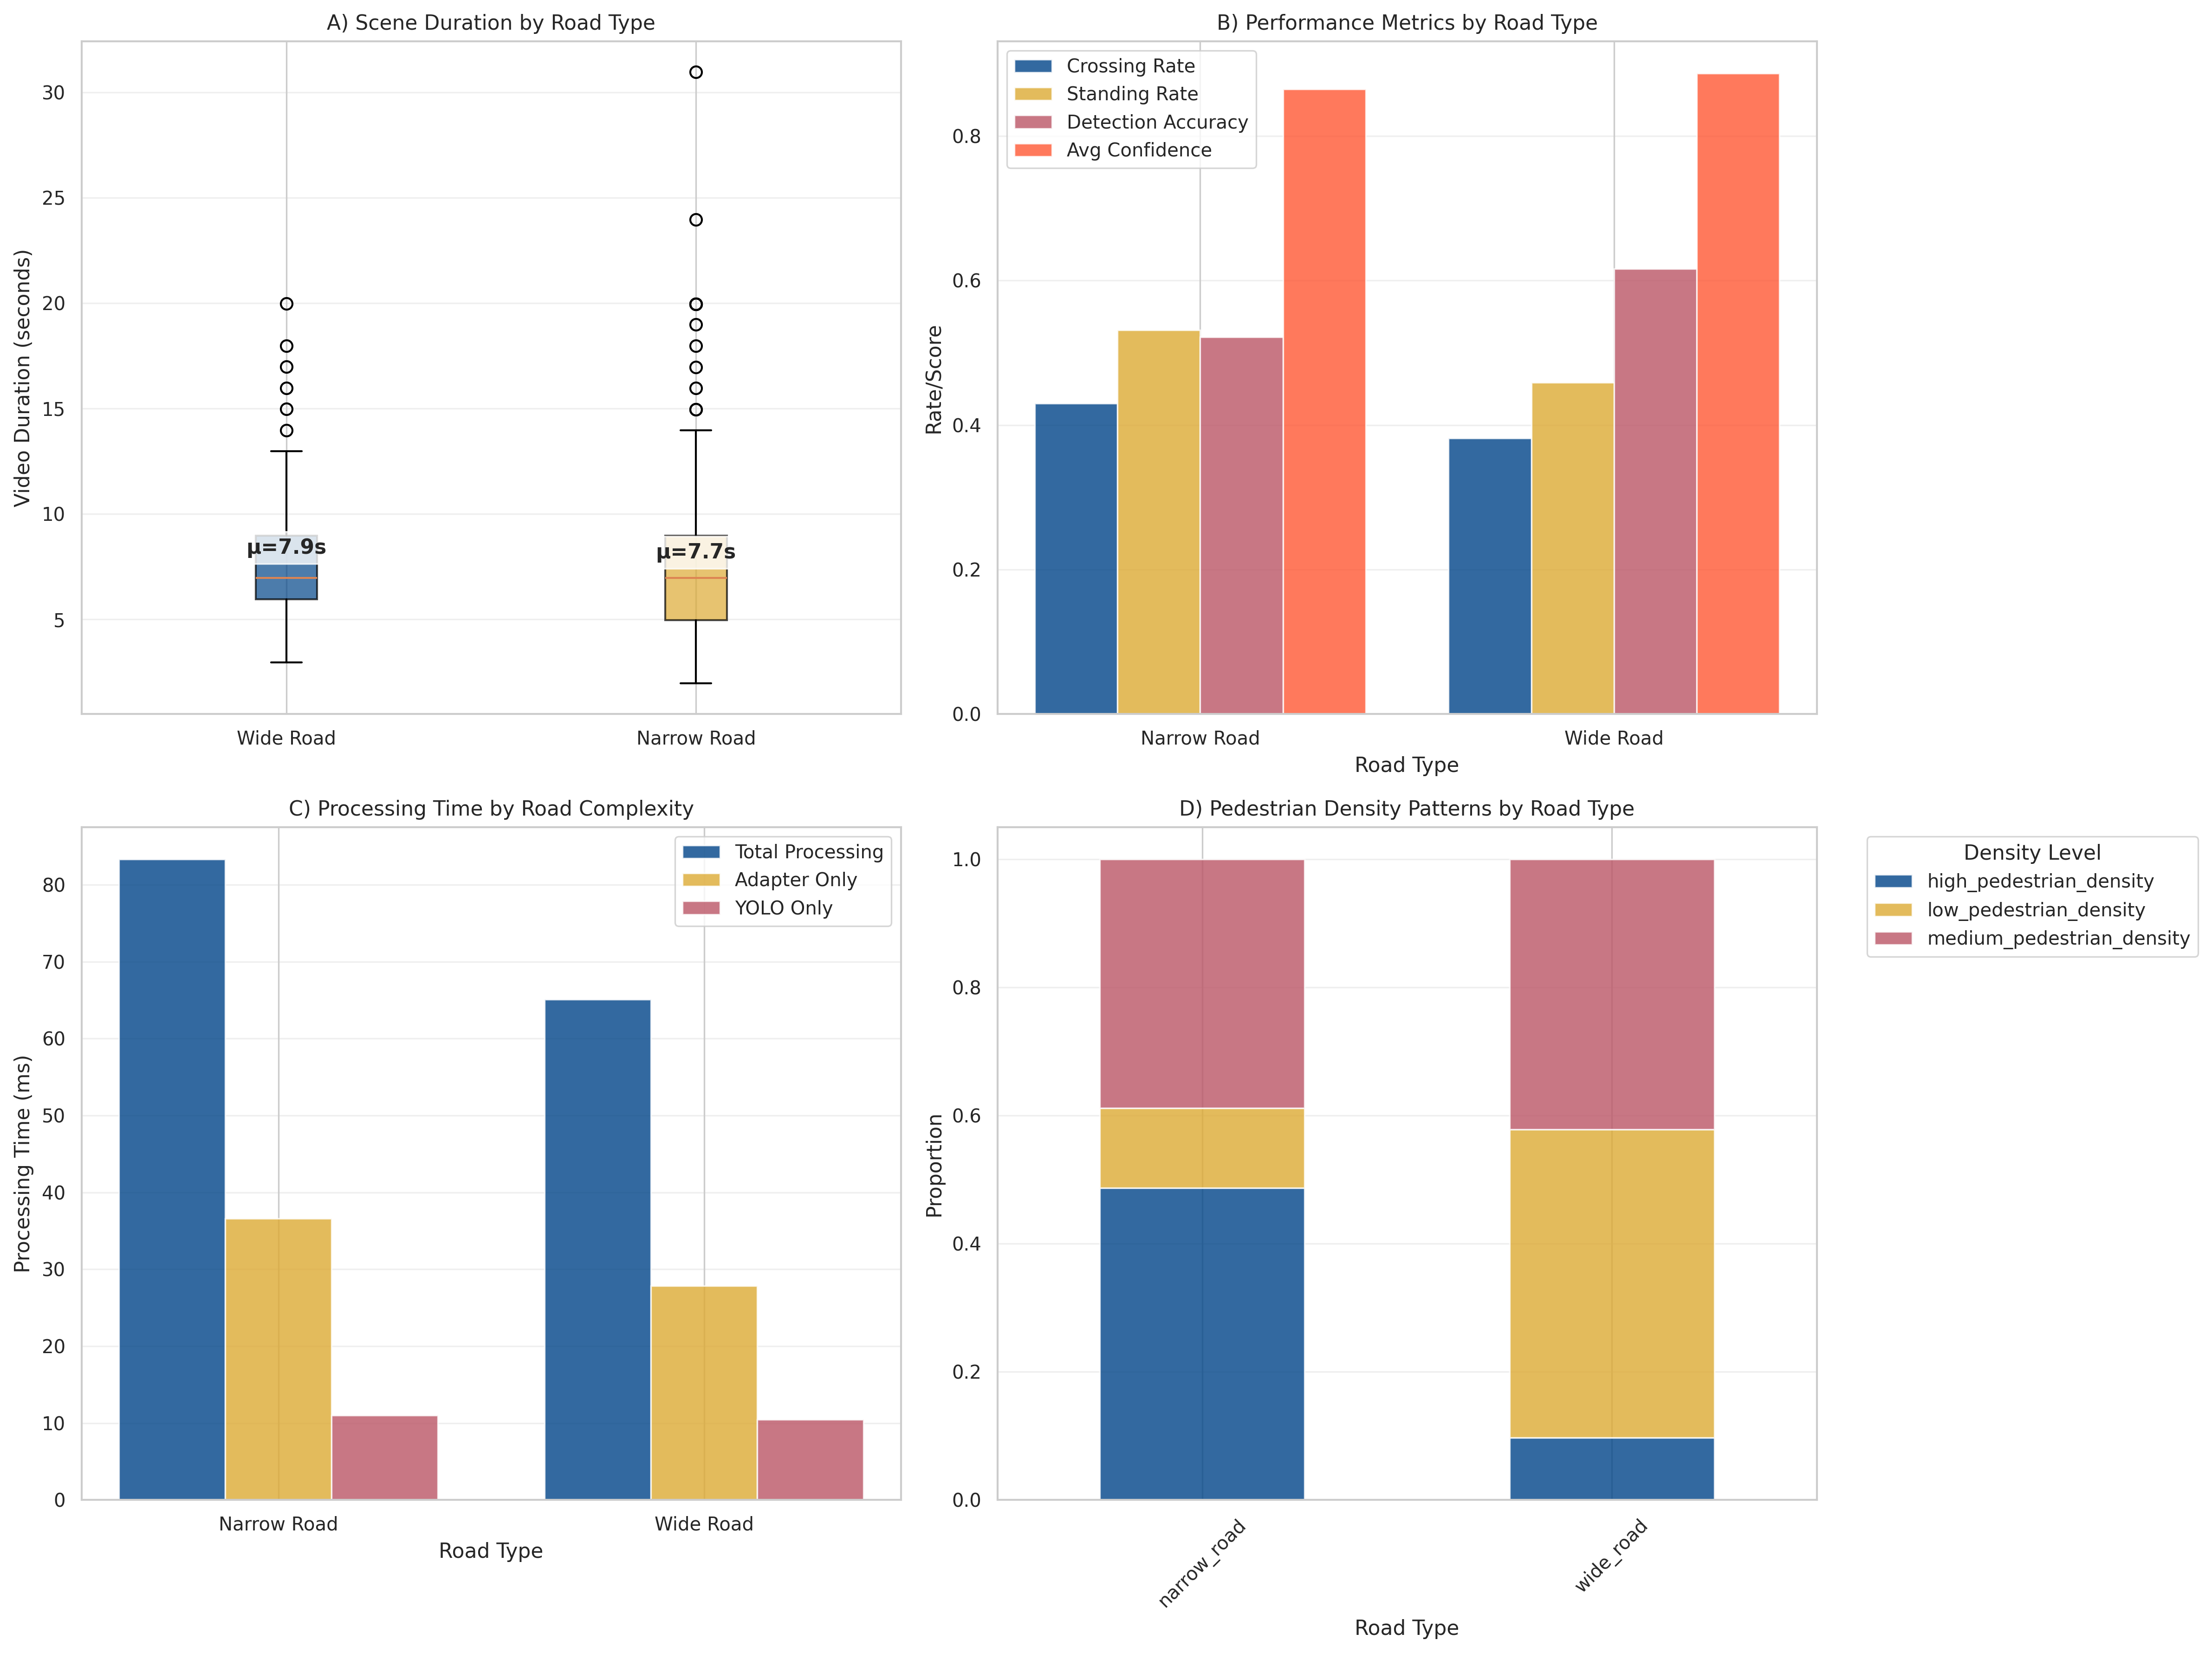 A) Scene Duration by Road Type
Video Duration (seconds)
30
25
20
15
10
5
μ=7.9s
μ=7.7s
Wide Road
Narrow Road
B) Performance Metrics by Road Type
Crossing Rate
Standing Rate
Detection Accuracy
Avg Confidence
Rate/Score
0.8
0.6
0.4
0.2
0.0
Narrow Road
Wide Road
Road Type
C) Processing Time by Road Complexity
Total Processing
Adapter Only
YOLO Only
Processing Time (ms)
80
70
60
50
40
30
20
10
0
Narrow Road
Wide Road
Road Type
D) Pedestrian Density Patterns by Road Type
Proportion
1.0
0.8
0.6
0.4
0.2
0.0
narrow_road
wide_road
Road Type
Density Level
high_pedestrian_density
low_pedestrian_density
medium_pedestrian_density